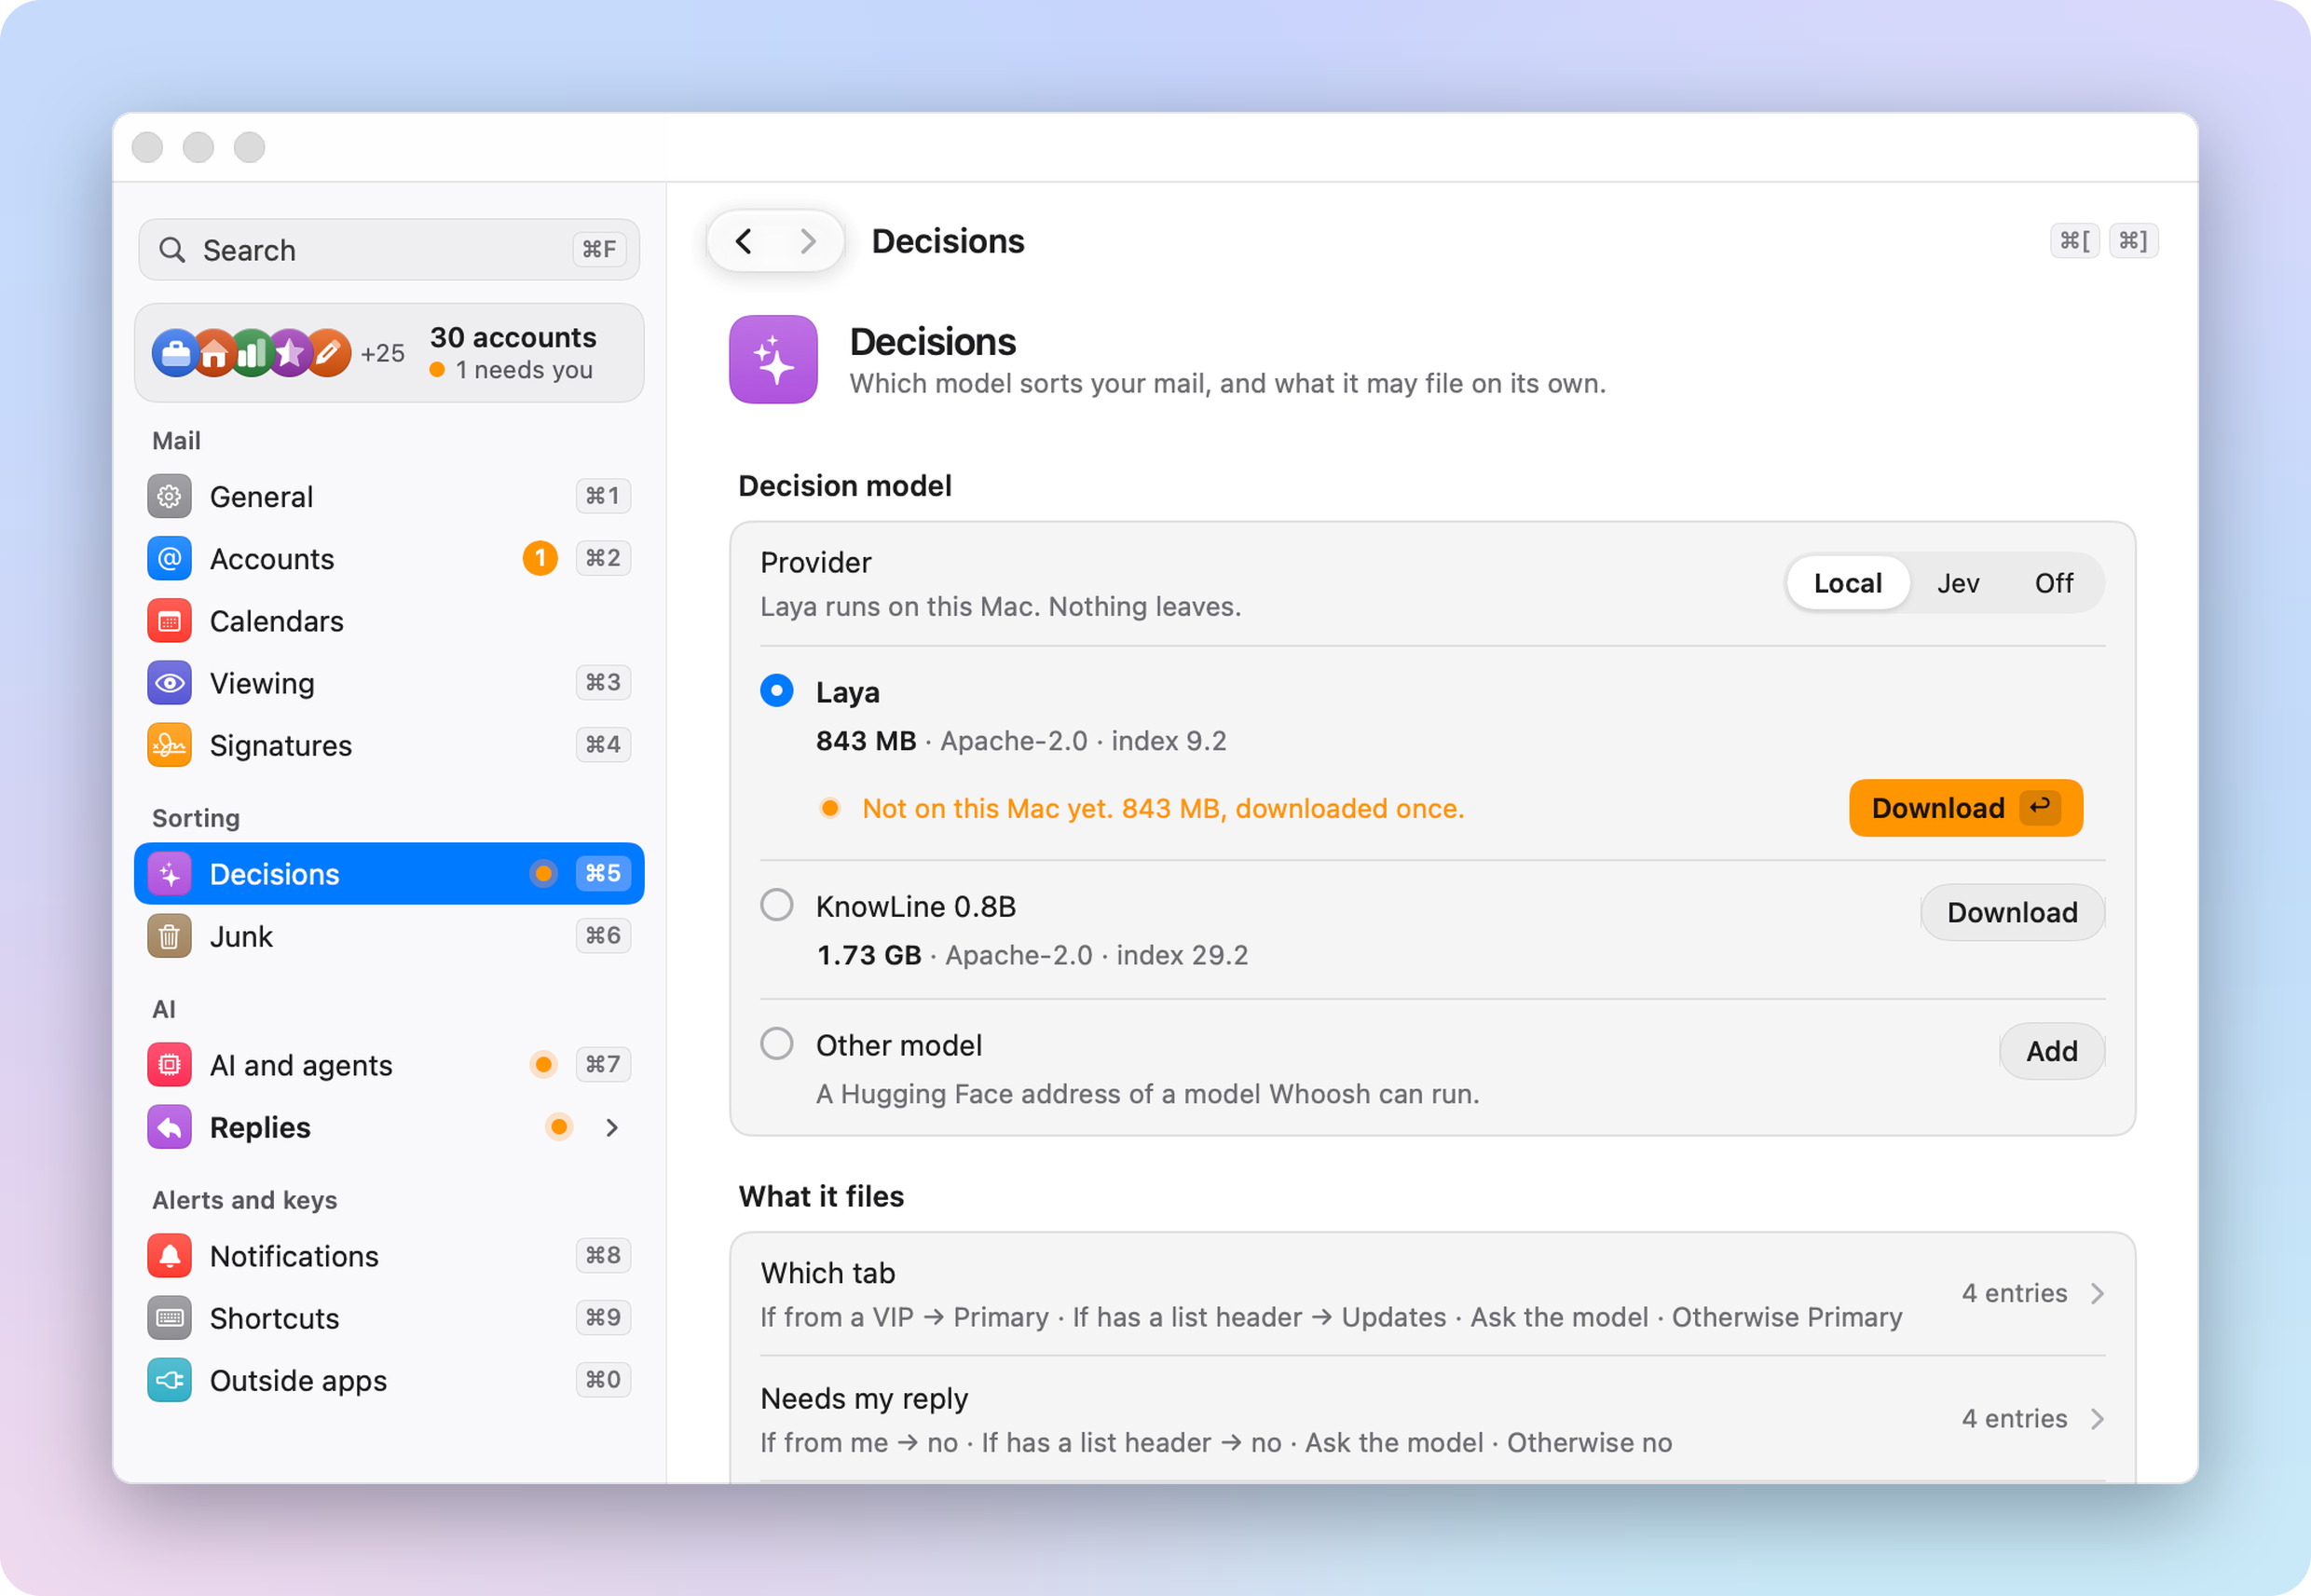 Search ⌘F
+25
30 accounts
1 needs you
Mail
General ⌘1
Accounts 1 ⌘2
Calendars
Viewing ⌘3
Signatures ⌘4
Sorting
Decisions ⌘5
Junk ⌘6
AI
AI and agents ⌘7
Replies
Alerts and keys
Notifications ⌘8
Shortcuts ⌘9
Outside apps ⌘0
Decisions ⌘[ ⌘]
Decisions
Which model sorts your mail, and what it may file on its own.
Decision model
Provider
Laya runs on this Mac. Nothing leaves.
Local Jev Off
Laya
843 MB · Apache-2.0 · index 9.2
Not on this Mac yet. 843 MB, downloaded once. Download ↩
KnowLine 0.8B Download
1.73 GB · Apache-2.0 · index 29.2
Other model Add
A Hugging Face address of a model Whoosh can run.
What it files
Which tab
If from a VIP → Primary · If has a list header → Updates · Ask the model · Otherwise Primary
4 entries
Needs my reply
If from me → no · If has a list header → no · Ask the model · Otherwise no
4 entries